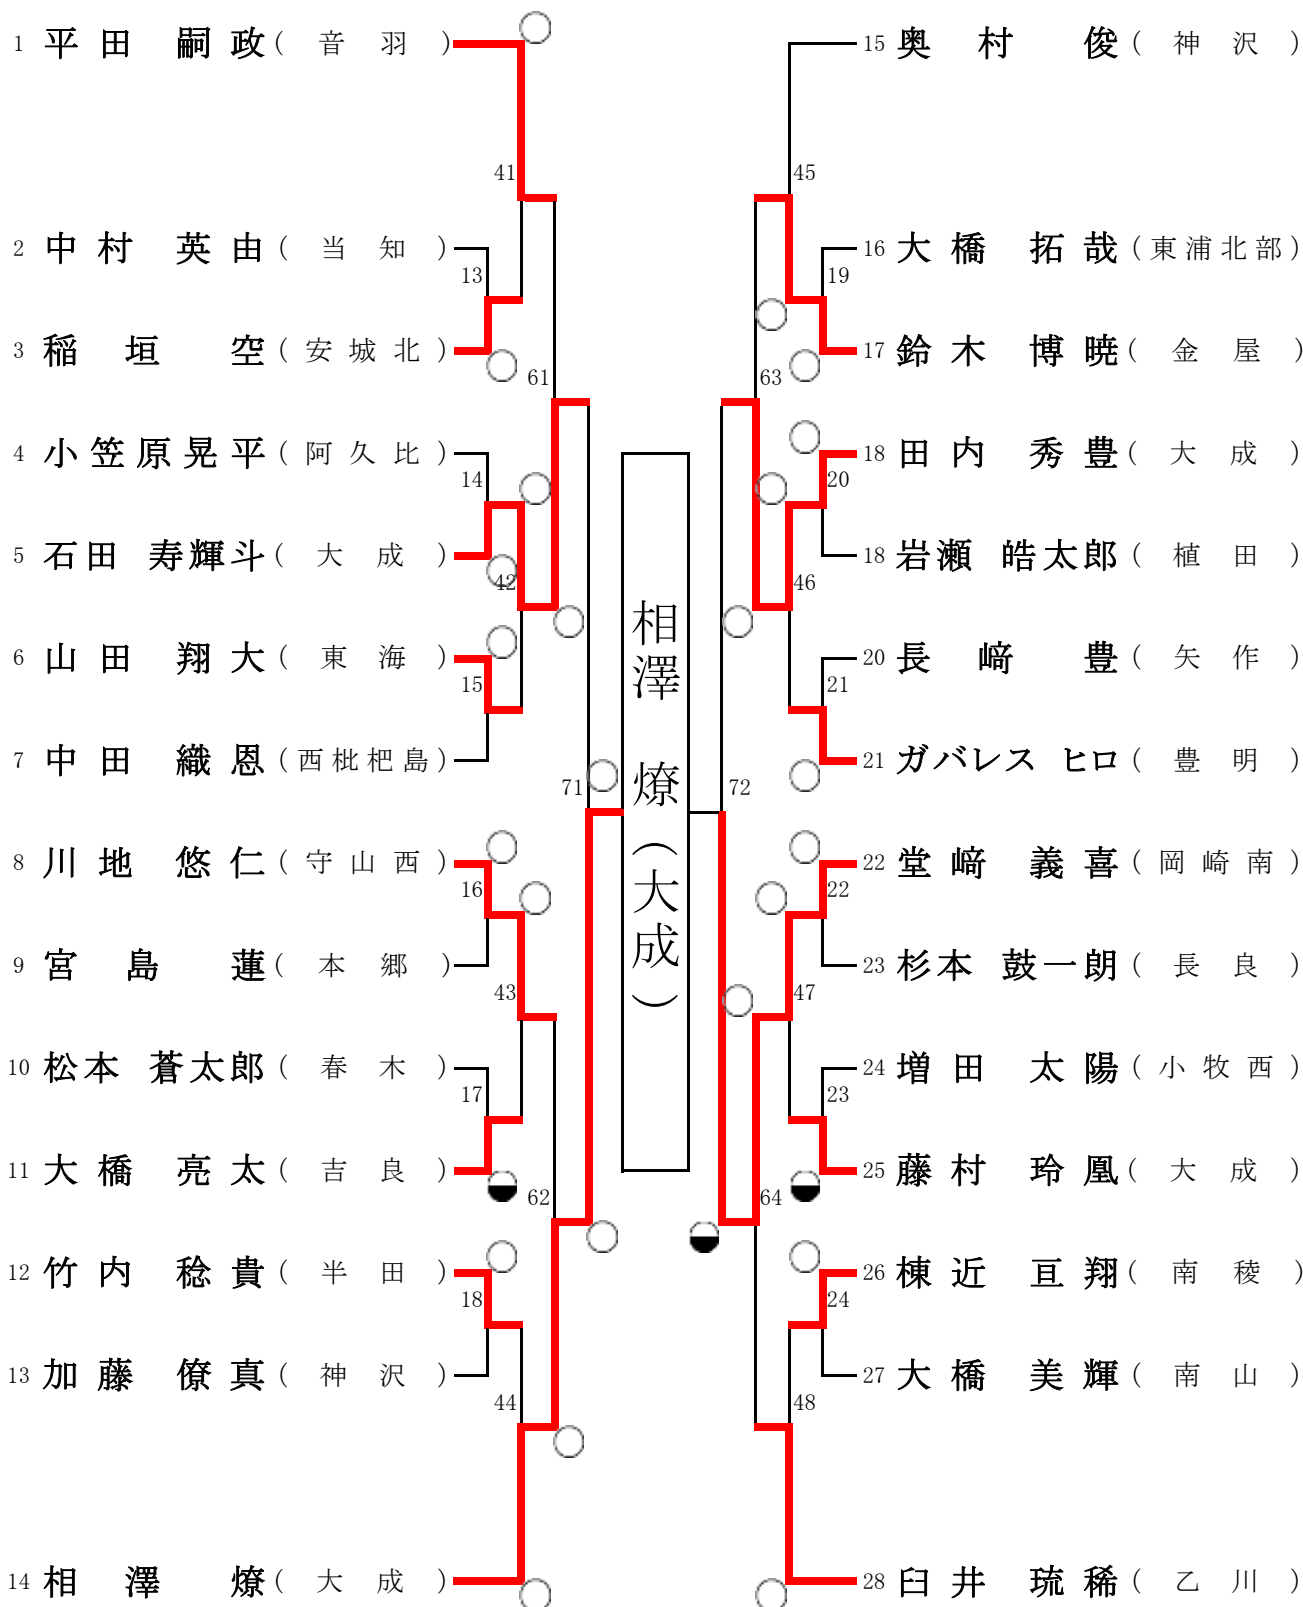 1 平田 嗣政 (音羽)
2 中村 英由 (当知)
3 稲垣 空 (安城北)
4 小笠原晃平 (阿久比)
5 石田 寿輝斗 (大成)
6 山田 翔大 (東海)
7 中田 織恩 (西枇杷島)
8 川地 悠仁 (守山西)
9 宮島 蓮 (本郷)
10 松本 蒼太郎 (春木)
11 大橋 亮太 (吉良)
12 竹内 稔貴 (半田)
13 加藤 僚真 (神沢)
14 相澤 燎 (大成)
41
13
61
14
42
15
71
16
43
17
62
18
44
相澤 燎(大成)
45
19
63
20
46
21
72
22
47
23
64
24
48
15 奥村 俊 (神沢)
16 大橋 拓哉 (東浦北部)
17 鈴木 博暁 (金屋)
18 田内 秀豊 (大成)
18 岩瀬 皓太郎 (植田)
20 長﨑 豊 (矢作)
21 ガバレス ヒロ (豊明)
22 堂﨑 義喜 (岡崎南)
23 杉本 鼓一朗 (長良)
24 増田 太陽 (小牧西)
25 藤村 玲凰 (大成)
26 棟近 亘翔 (南稜)
27 大橋 美輝 (南山)
28 臼井 琉稀 (乙川)